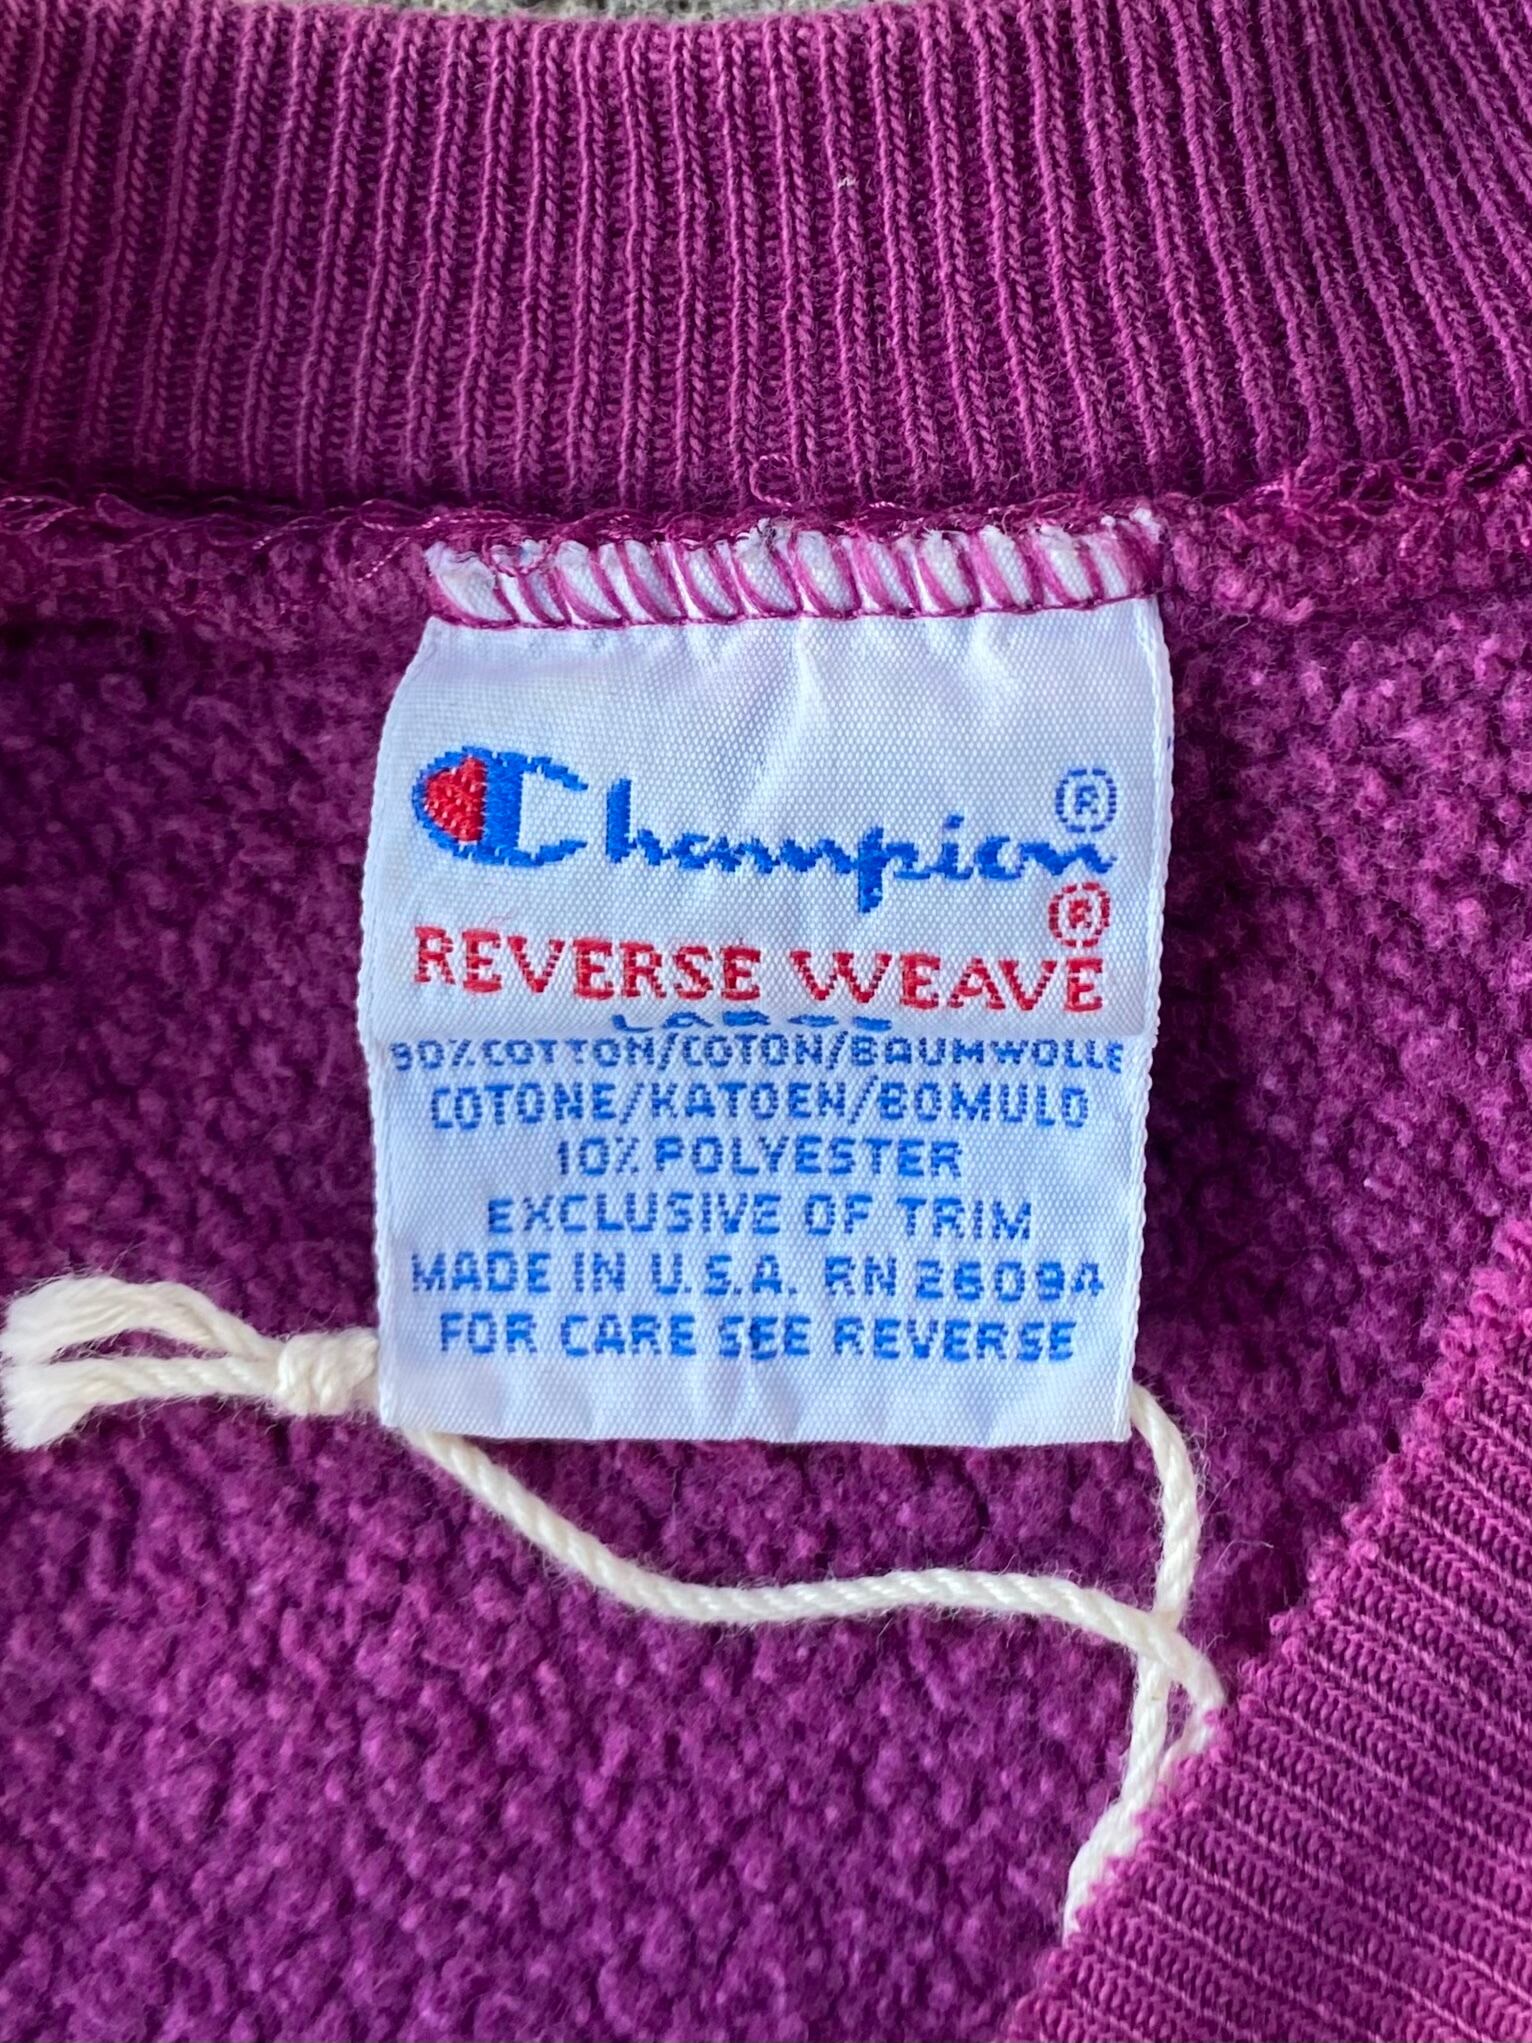 Champion®
REVERSE WEAVE®
LARGE
90% COTTON/COTON/BAUMWOLLE
COTONE/KATOEN/BOMULD
10% POLYESTER
EXCLUSIVE OF TRIM
MADE IN U.S.A. RN 26094
FOR CARE SEE REVERSE